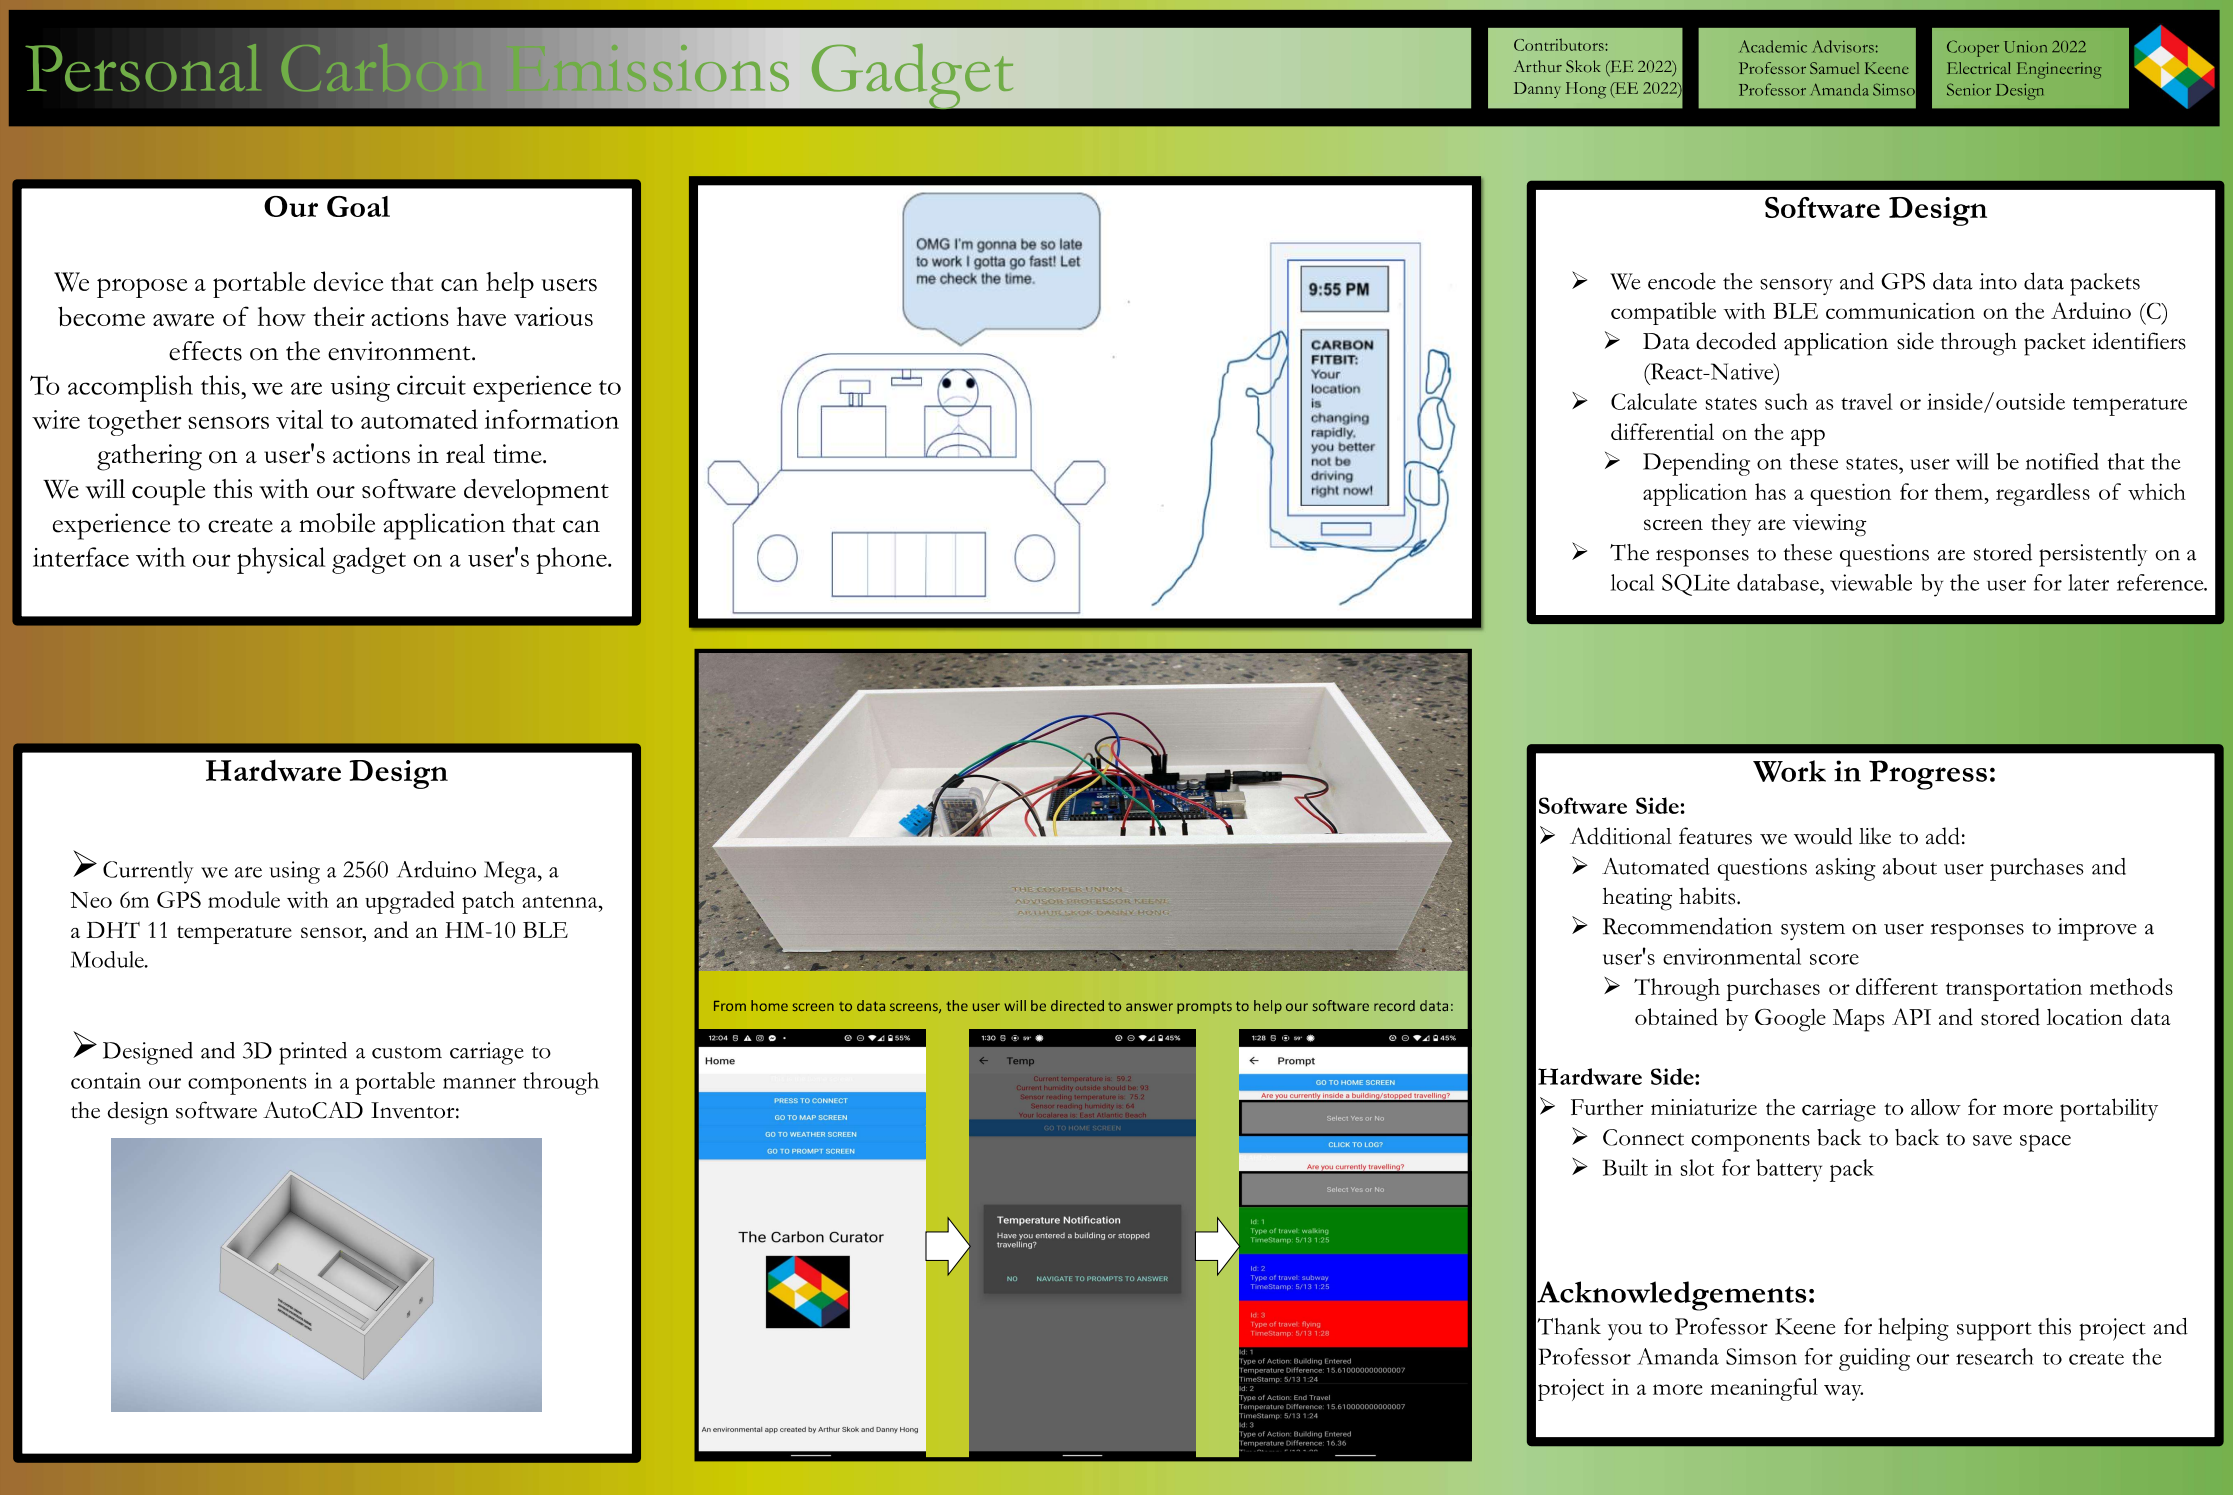 Personal Carbon Emissions Gadget
Contributors:
Arthur Skok (EE 2022)
Danny Hong (EE 2022)
Academic Advisors:
Professor Samuel Keene
Professor Amanda Simso
Cooper Union 2022
Electrical Engineering
Senior Design
Our Goal
We propose a portable device that can help users
become aware of how their actions have various
effects on the environment.
To accomplish this, we are using circuit experience to
wire together sensors vital to automated information
gathering on a user's actions in real time.
We will couple this with our software development
experience to create a mobile application that can
interface with our physical gadget on a user's phone.
OMG I'm gonna be so late
to work I gotta go fast! Let
me check the time.
9:55 PM
CARBON
FITBIT:
Your
location
is
changing
rapidly,
you better
not be
driving
right now!
Software Design
➢ We encode the sensory and GPS data into data packets
compatible with BLE communication on the Arduino (C)
➢ Data decoded application side through packet identifiers
(React-Native)
➢ Calculate states such as travel or inside/outside temperature
differential on the app
➢ Depending on these states, user will be notified that the
application has a question for them, regardless of which
screen they are viewing
➢ The responses to these questions are stored persistently on a
local SQLite database, viewable by the user for later reference.
Hardware Design
➢Currently we are using a 2560 Arduino Mega, a
Neo 6m GPS module with an upgraded patch antenna,
a DHT 11 temperature sensor, and an HM-10 BLE
Module.
➢Designed and 3D printed a custom carriage to
contain our components in a portable manner through
the design software AutoCAD Inventor:
THE COOPER UNION
ADVISOR PROFESSOR KEENE
ARTHUR SKOK DANNY HONG
From home screen to data screens, the user will be directed to answer prompts to help our software record data:
12:04
55%
Home
PRESS TO CONNECT
GO TO MAP SCREEN
GO TO WEATHER SCREEN
GO TO PROMPT SCREEN
The Carbon Curator
An environmental app created by Arthur Skok and Danny Hong
1:30
59°
45%
← Temp
Current temperature is: 59.2
Current humidity outside should be: 93
Sensor reading temperature is: 75.2
Sensor reading humidity is: 64
Your localarea is: East Atlantic Beach
GO TO HOME SCREEN
Temperature Notification
Have you entered a building or stopped
travelling?
NO NAVIGATE TO PROMPTS TO ANSWER
1:28
59°
45%
← Prompt
GO TO HOME SCREEN
Are you currently inside a building/stopped travelling?
Select Yes or No
CLICK TO LOG?
Are you currently travelling?
Select Yes or No
Id: 1
Type of travel: walking
TimeStamp: 5/13 1:25
Id: 2
Type of travel: subway
TimeStamp: 5/13 1:25
Id: 3
Type of travel: flying
TimeStamp: 5/13 1:28
Id: 1
Type of Action: Building Entered
Temperature Difference: 15.610000000000007
TimeStamp: 5/13 1:24
Id: 2
Type of Action: End Travel
Temperature Difference: 15.610000000000007
TimeStamp: 5/13 1:24
Id: 3
Type of Action: Building Entered
Temperature Difference: 16.36
Work in Progress:
Software Side:
➢ Additional features we would like to add:
➢ Automated questions asking about user purchases and
heating habits.
➢ Recommendation system on user responses to improve a
user's environmental score
➢ Through purchases or different transportation methods
obtained by Google Maps API and stored location data
Hardware Side:
➢ Further miniaturize the carriage to allow for more portability
➢ Connect components back to back to save space
➢ Built in slot for battery pack
Acknowledgements:
Thank you to Professor Keene for helping support this project and
Professor Amanda Simson for guiding our research to create the
project in a more meaningful way.